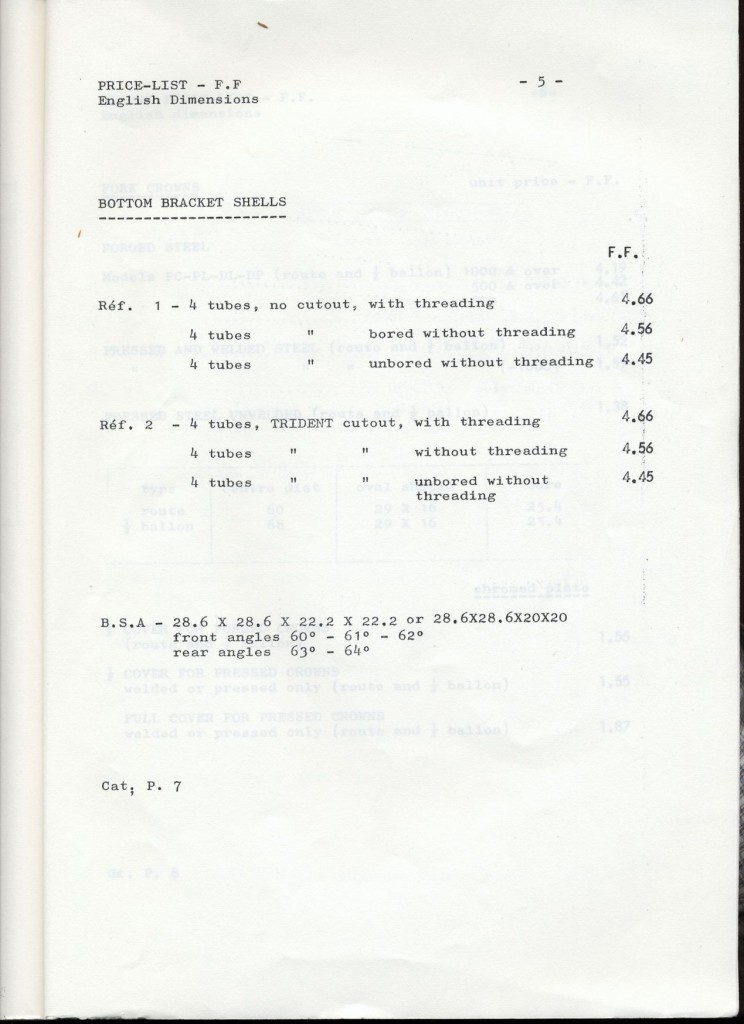 PRICE-LIST - F.F
English Dimensions
- 5 -
BOTTOM BRACKET SHELLS
F.F.
Réf. 1 - 4 tubes, no cutout, with threading 4.66
4 tubes " bored without threading 4.56
4 tubes " unbored without threading 4.45
Réf. 2 - 4 tubes, TRIDENT cutout, with threading 4.66
4 tubes " " without threading 4.56
4 tubes " " unbored without 4.45
threading
B.S.A - 28.6 X 28.6 X 22.2 X 22.2 or 28.6X28.6X20X20
front angles 60° - 61° - 62°
rear angles 63° - 64°
Cat; P. 7